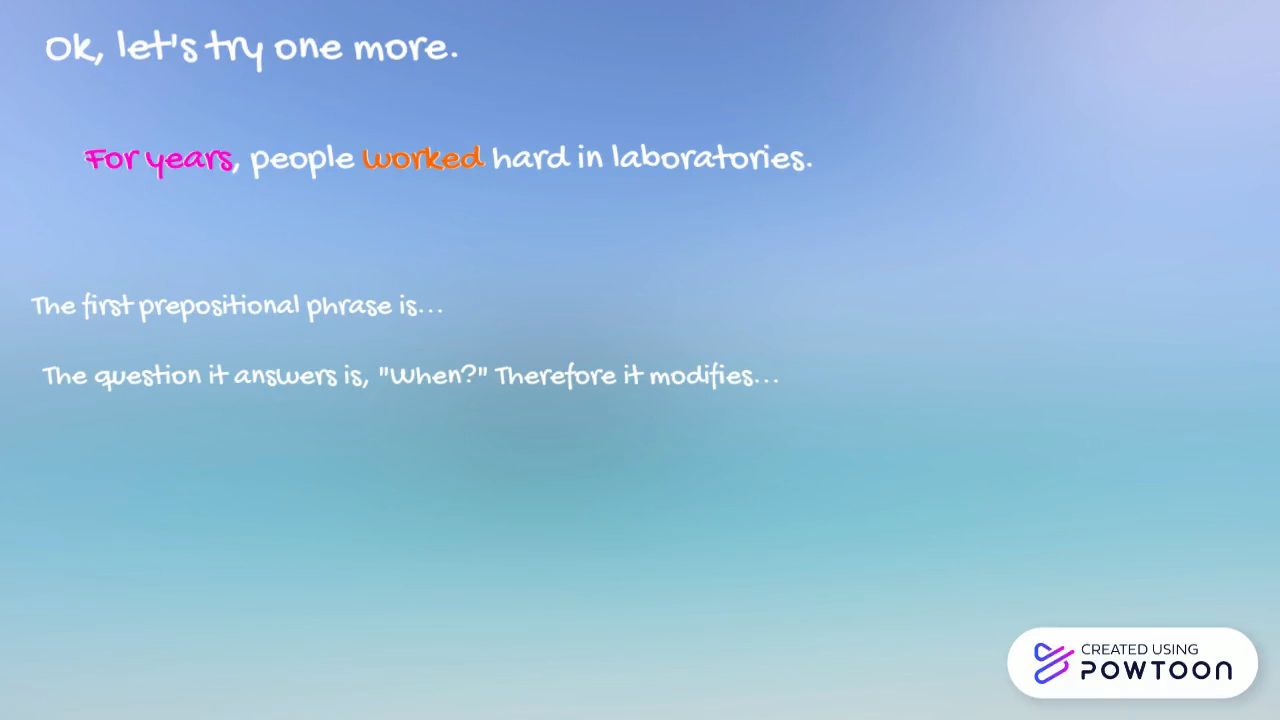 Ok, let's try one more.
For years, people worked hard in laboratories.
The first prepositional phrase is...
The question it answers is, "When?" Therefore it modifies...
CREATED USING
POWTOON